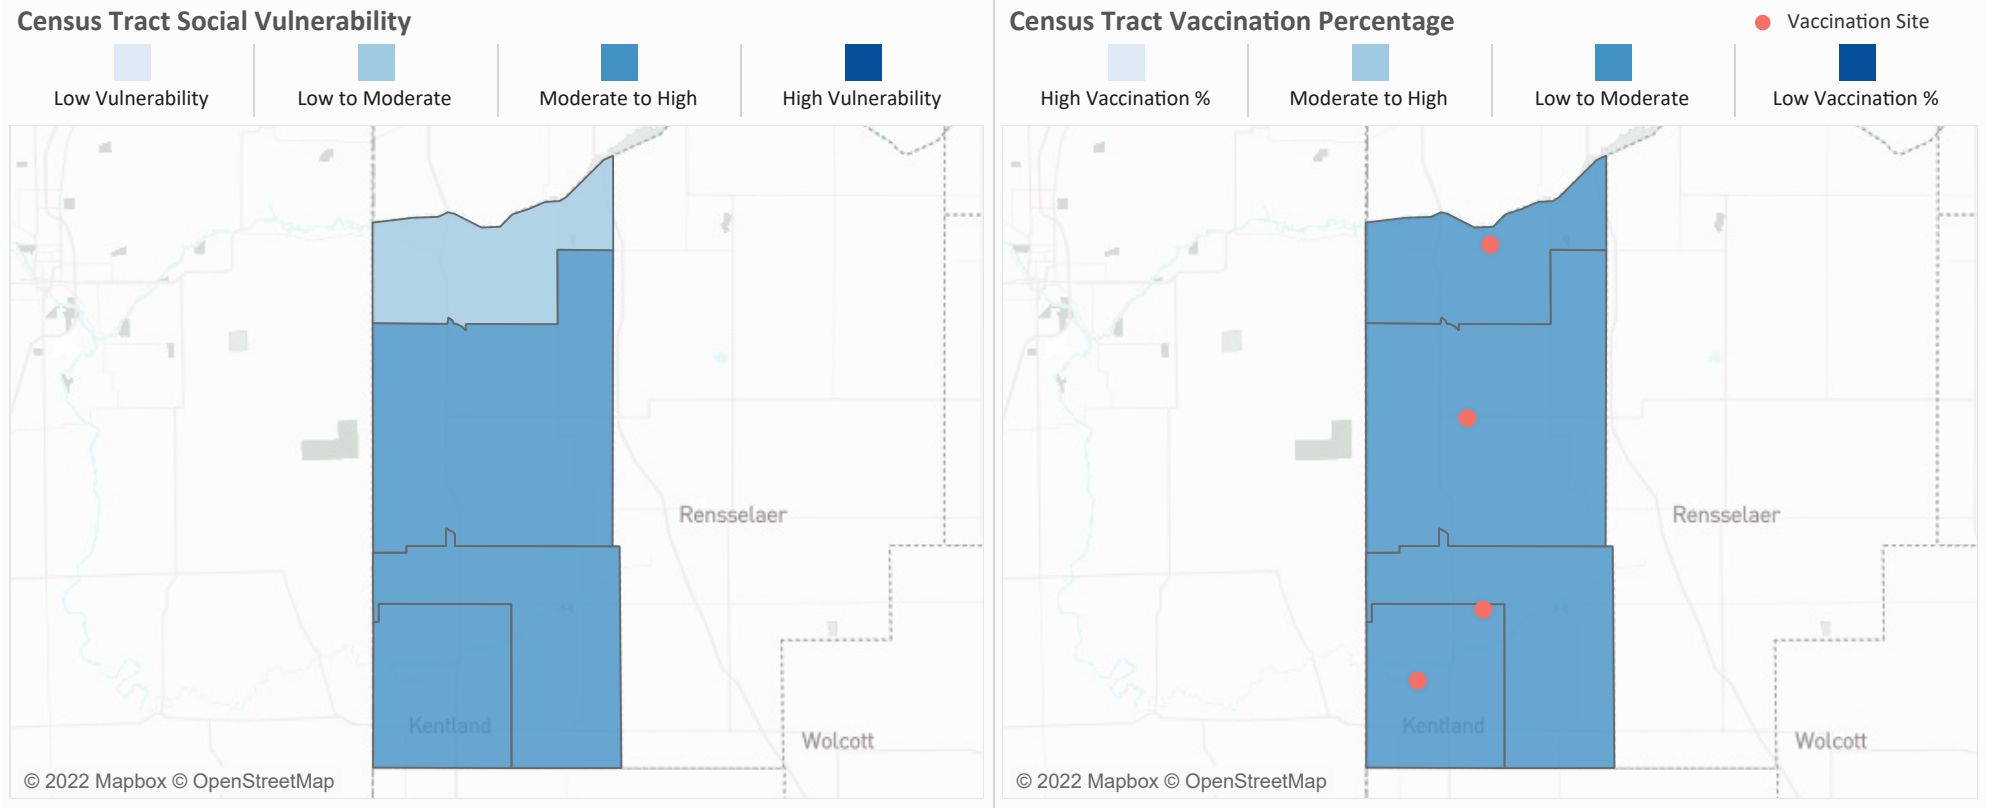 Census Tract Social Vulnerability
Low Vulnerability
Low to Moderate
Moderate to High
High Vulnerability
Rensselaer
Kentland
Wolcott
© 2022 Mapbox © OpenStreetMap
Census Tract Vaccination Percentage
Vaccination Site
High Vaccination %
Moderate to High
Low to Moderate
Low Vaccination %
Rensselaer
Kentland
Wolcott
© 2022 Mapbox © OpenStreetMap